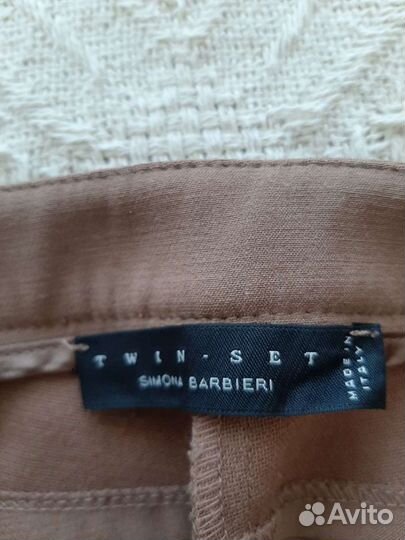 TWIN-SET
SIMONA BARBIERI
MADE IN
ITALY
Avito